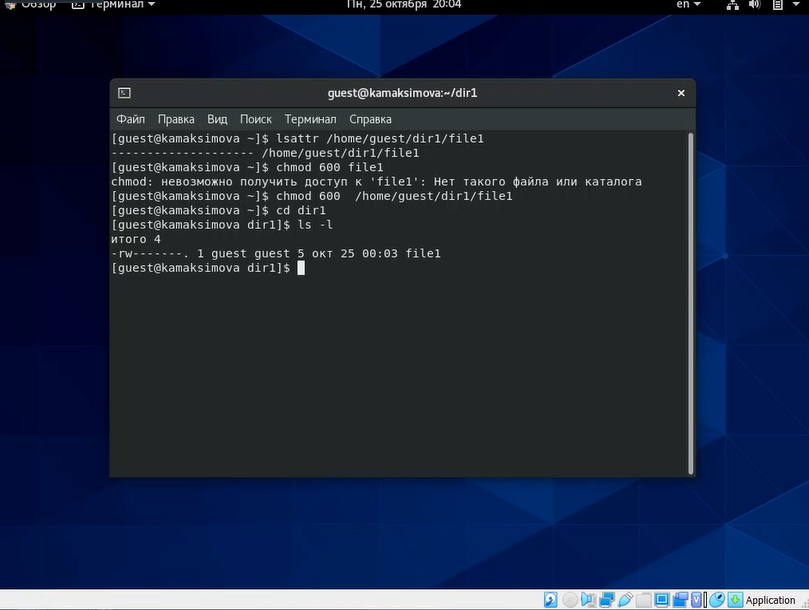 Обзор Терминал Пн, 25 октября 20:04 en
guest@kamaksimova:~/dir1
Файл Правка Вид Поиск Терминал Справка
[guest@kamaksimova ~]$ lsattr /home/guest/dir1/file1
-------------------- /home/guest/dir1/file1
[guest@kamaksimova ~]$ chmod 600 file1
chmod: невозможно получить доступ к 'file1': Нет такого файла или каталога
[guest@kamaksimova ~]$ chmod 600  /home/guest/dir1/file1
[guest@kamaksimova ~]$ cd dir1
[guest@kamaksimova dir1]$ ls -l
итого 4
-rw-------. 1 guest guest 5 окт 25 00:03 file1
[guest@kamaksimova dir1]$
Application